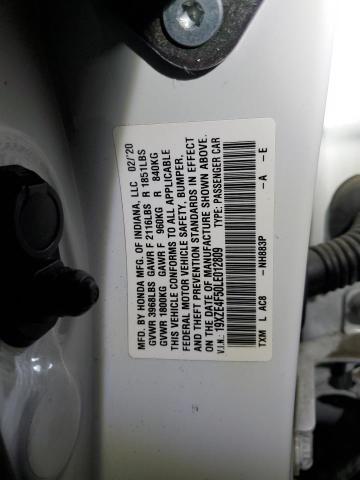 MFD. BY HONDA MFG. OF INDIANA, LLC 02/'20
GVWR 3968LBS GAWR F 2116LBS R 1851LBS
GVWR 1800KG GAWR F 960KG R 840KG
THIS VEHICLE CONFORMS TO ALL APPLICABLE
FEDERAL MOTOR VEHICLE SAFETY, BUMPER,
AND THEFT PREVENTION STANDARDS IN EFFECT
ON THE DATE OF MANUFACTURE SHOWN ABOVE.
V.I.N.: 19XZE4F50LE012809 TYPE: PASSENGER CAR
TXM L AC8 - NH883P - A - E